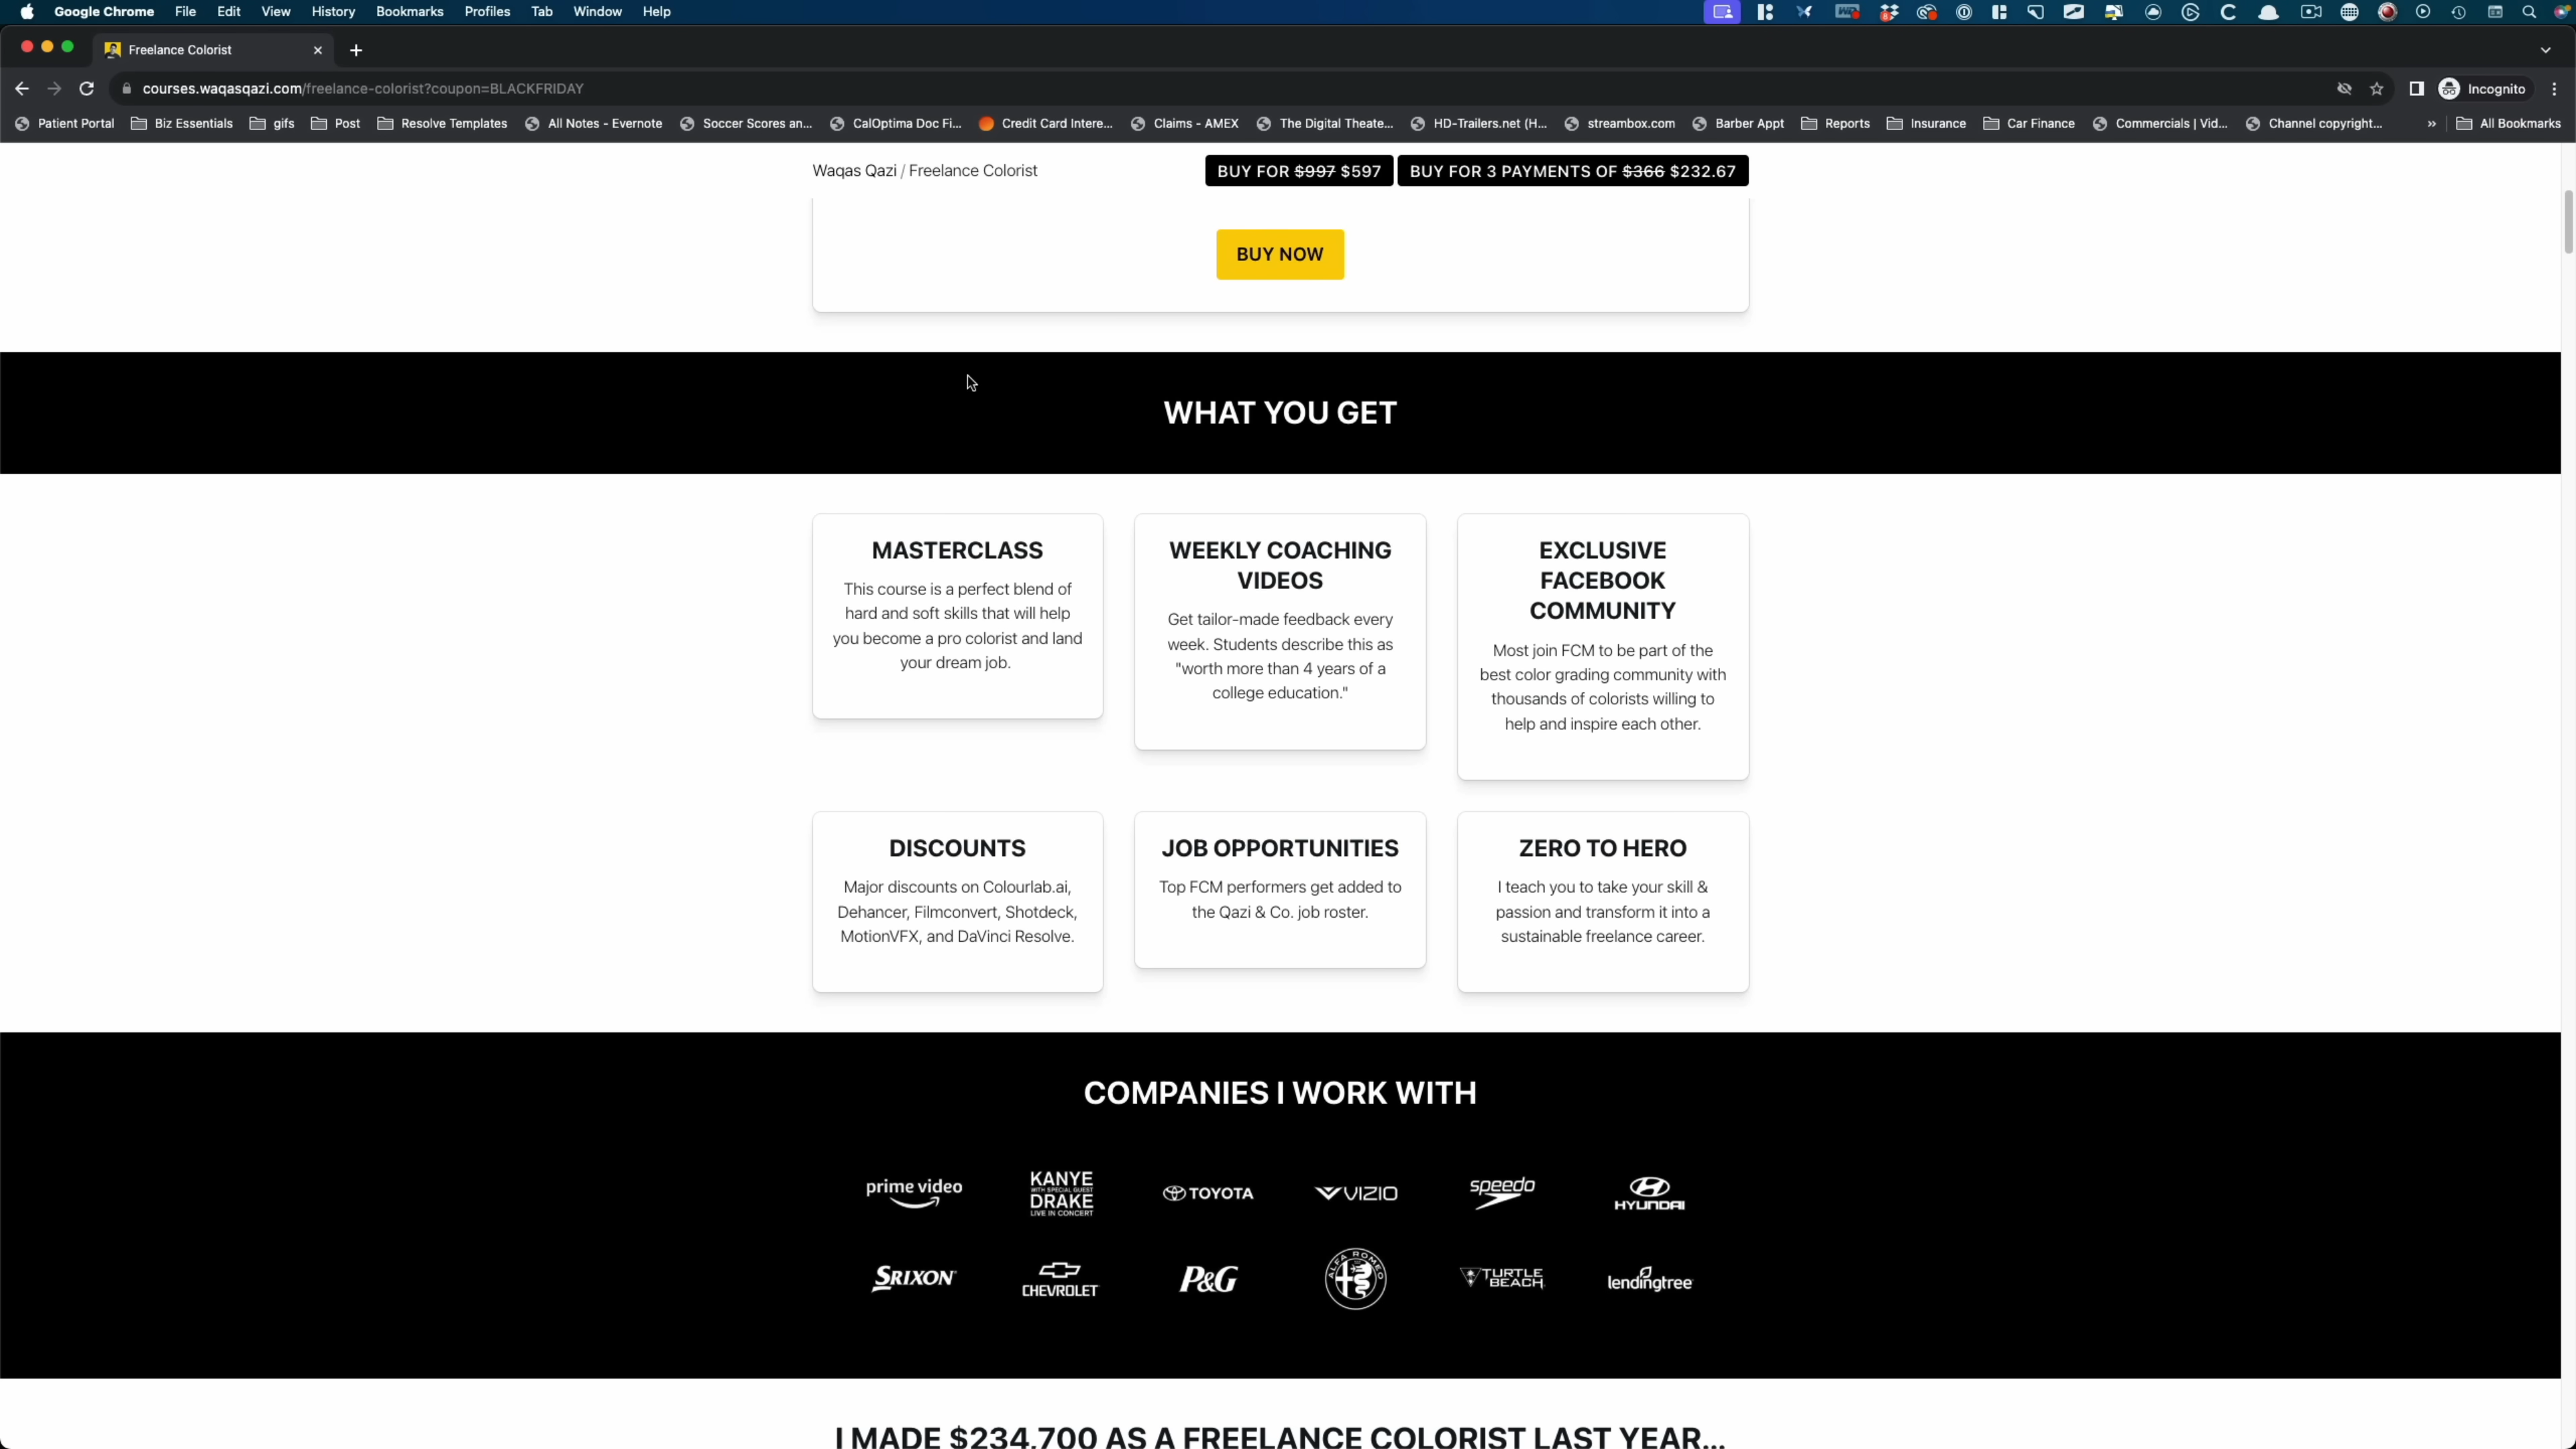 Google Chrome File Edit View History Bookmarks Profiles Tab Window Help
Freelance Colorist
courses.waqasqazi.com/freelance-colorist?coupon=BLACKFRIDAY
Incognito
Patient Portal Biz Essentials gifs Post Resolve Templates All Notes - Evernote Soccer Scores an... CalOptima Doc Fi... Credit Card Intere... Claims - AMEX The Digital Theate... HD-Trailers.net (H... streambox.com Barber Appt Reports Insurance Car Finance Commercials | Vid... Channel copyright... » All Bookmarks
Waqas Qazi / Freelance Colorist
BUY FOR $997 $597 BUY FOR 3 PAYMENTS OF $366 $232.67
BUY NOW
WHAT YOU GET
MASTERCLASS
This course is a perfect blend of
hard and soft skills that will help
you become a pro colorist and land
your dream job.
WEEKLY COACHING
VIDEOS
Get tailor-made feedback every
week. Students describe this as
"worth more than 4 years of a
college education."
EXCLUSIVE
FACEBOOK
COMMUNITY
Most join FCM to be part of the
best color grading community with
thousands of colorists willing to
help and inspire each other.
DISCOUNTS
Major discounts on Colourlab.ai,
Dehancer, Filmconvert, Shotdeck,
MotionVFX, and DaVinci Resolve.
JOB OPPORTUNITIES
Top FCM performers get added to
the Qazi & Co. job roster.
ZERO TO HERO
I teach you to take your skill &
passion and transform it into a
sustainable freelance career.
COMPANIES I WORK WITH
prime video
KANYE
WITH SPECIAL GUEST
DRAKE
LIVE IN CONCERT
TOYOTA
VIZIO
speedo
HYUNDAI
SRIXON
CHEVROLET
P&G
ALFA ROMEO
TURTLE
BEACH
lendingtree
I MADE $234,700 AS A FREELANCE COLORIST LAST YEAR...